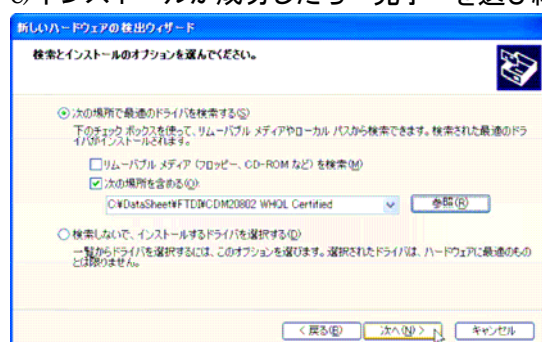 新しいハードウェアの検出ウィザード
検索とインストールのオプションを選んでください。
次の場所で最適のドライバを検索する(S)
下のチェック ボックスを使って、リムーバブル メディアやローカル パスから検索できます。検索された最適のドラ
イバがインストールされます。
リムーバブル メディア (フロッピー、CD-ROM など) を検索(M)
次の場所を含める(O):
C:¥DataSheet¥FTDI¥CDM20802 WHQL Certified
参照(R)
検索しないで、インストールするドライバを選択する(D)
一覧からドライバを選択するには、このオプションを選びます。選択されたドライバは、ハードウェアに最適のもの
とは限りません。
< 戻る(B)
次へ(N) >
キャンセル